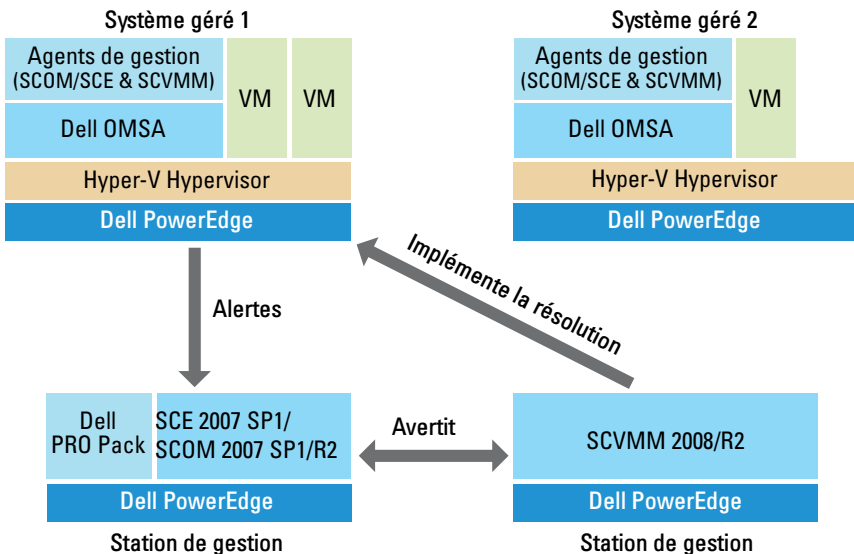 Système géré 1
Agents de gestion
(SCOM/SCE & SCVMM)
VM
VM
Dell OMSA
Hyper-V Hypervisor
Dell PowerEdge
Système géré 2
Agents de gestion
(SCOM/SCE & SCVMM)
VM
Dell OMSA
Hyper-V Hypervisor
Dell PowerEdge
Alertes
Implémente la résolution
Dell
PRO Pack
SCE 2007 SP1/
SCOM 2007 SP1/R2
Dell PowerEdge
Station de gestion
Avertit
SCVMM 2008/R2
Dell PowerEdge
Station de gestion